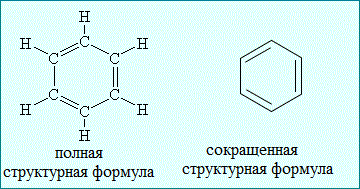 H
H C H
C C
C C
H C H
H
полная
структурная формула
сокращенная
структурная формула